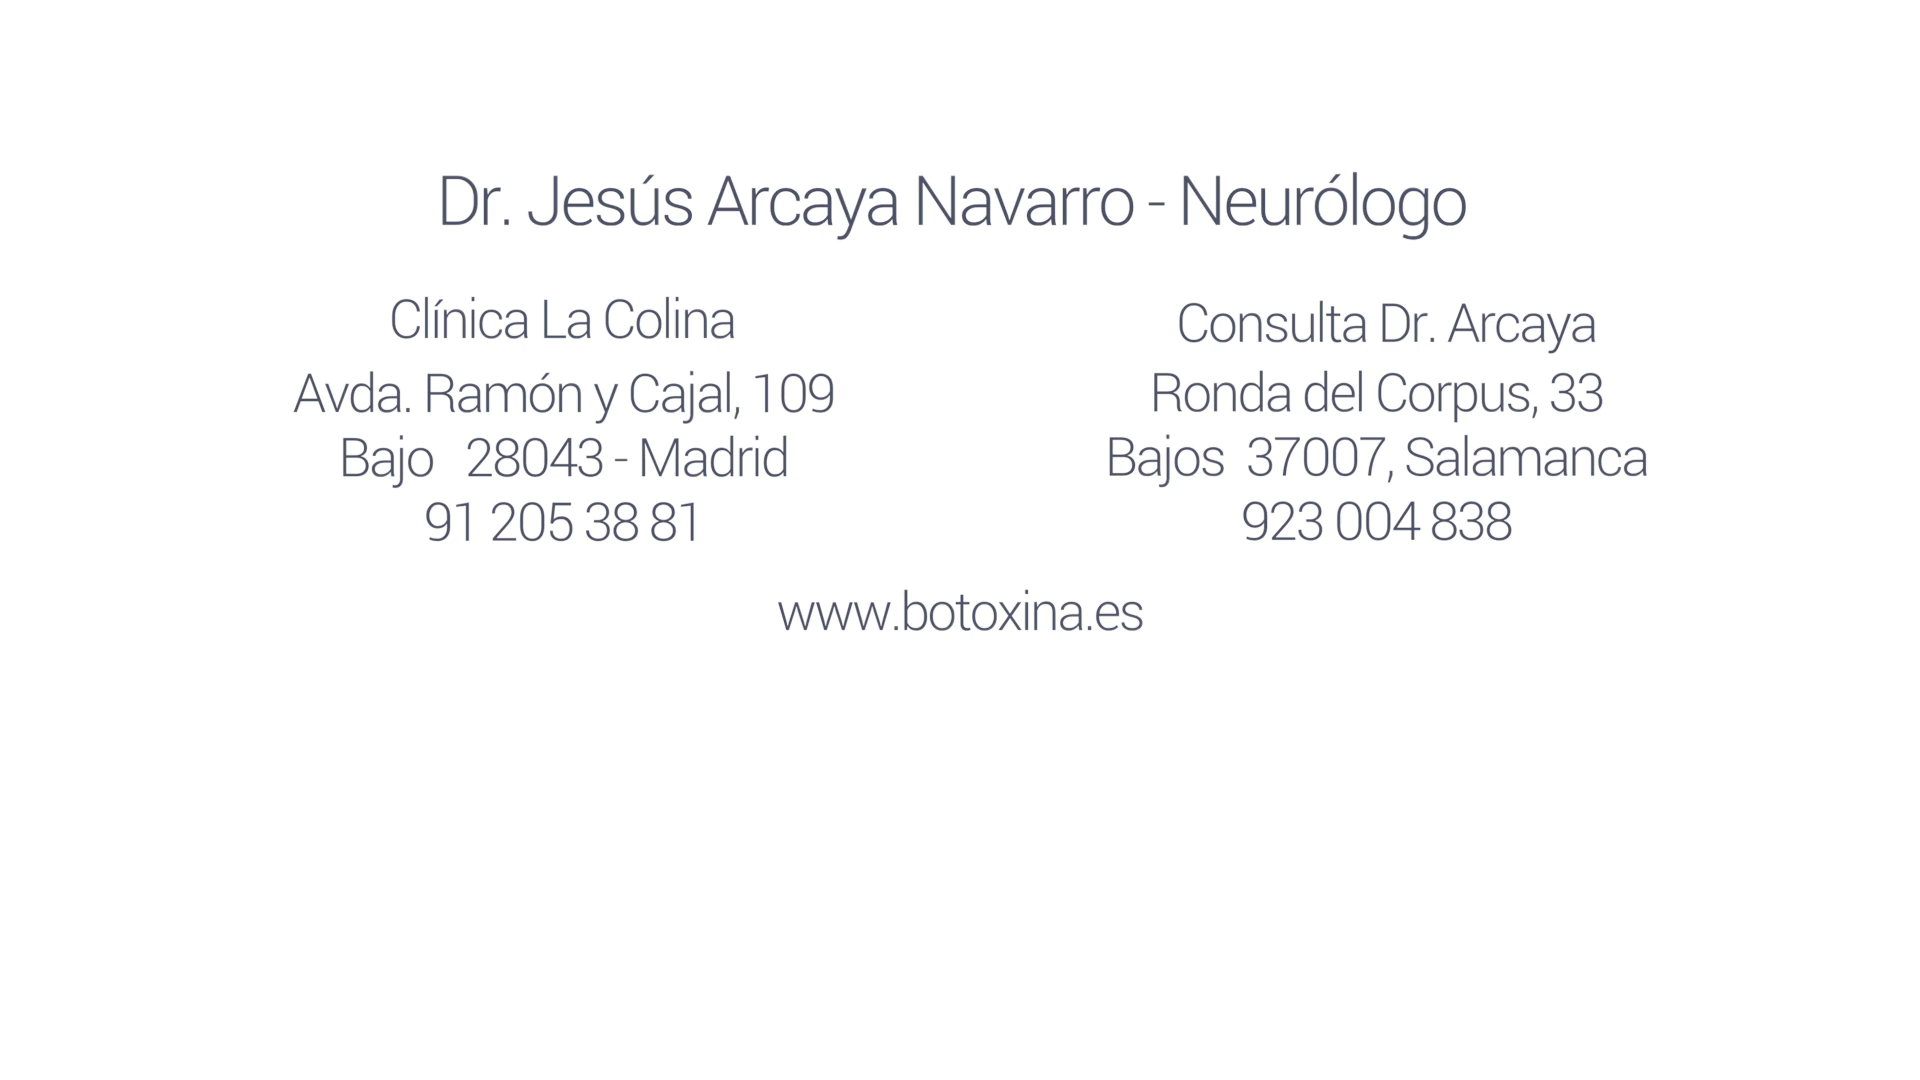 Dr. Jesús Arcaya Navarro - Neurólogo
Clínica La Colina
Avda. Ramón y Cajal, 109
Bajo 28043 - Madrid
91 205 38 81
Consulta Dr. Arcaya
Ronda del Corpus, 33
Bajos 37007, Salamanca
923 004 838
www.botoxina.es